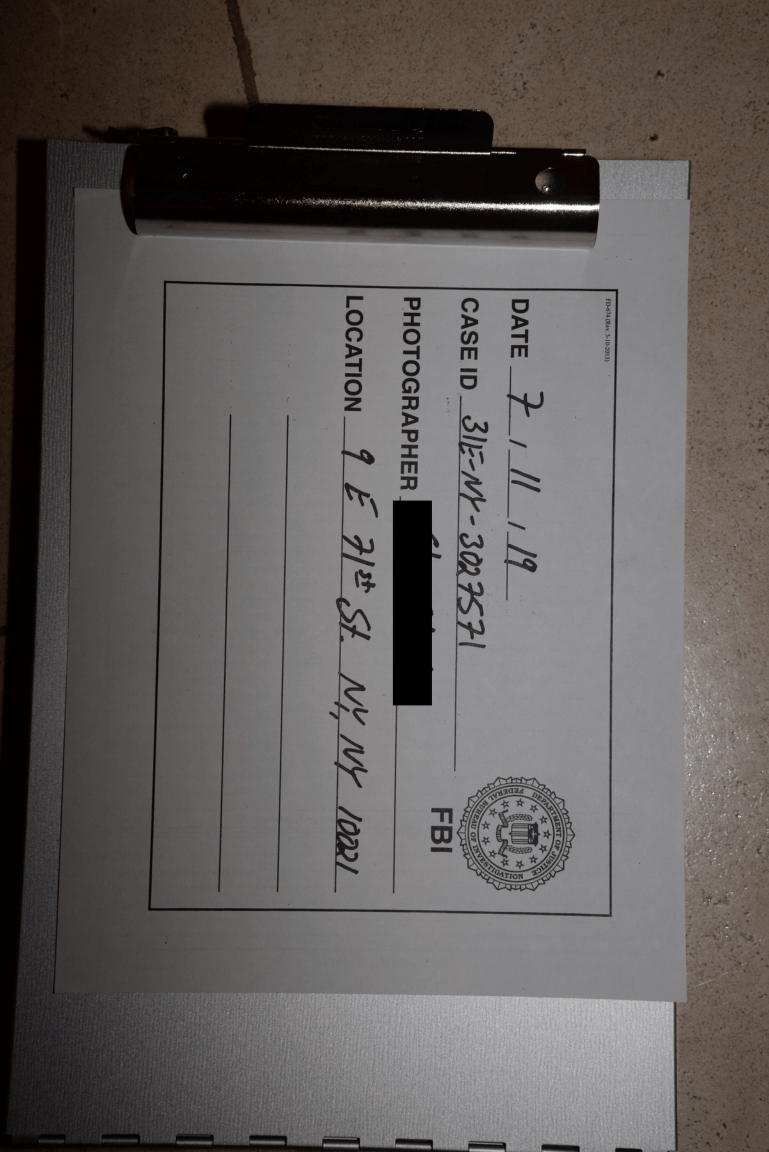 FD-674 (Rev. 5-10-2013)
DATE 7 / 11 / 19
CASE ID 31E-NY-3027571
PHOTOGRAPHER
LOCATION 9 E 71st St. NY, NY 10021
DEPARTMENT OF JUSTICE
FEDERAL BUREAU OF INVESTIGATION
FBI